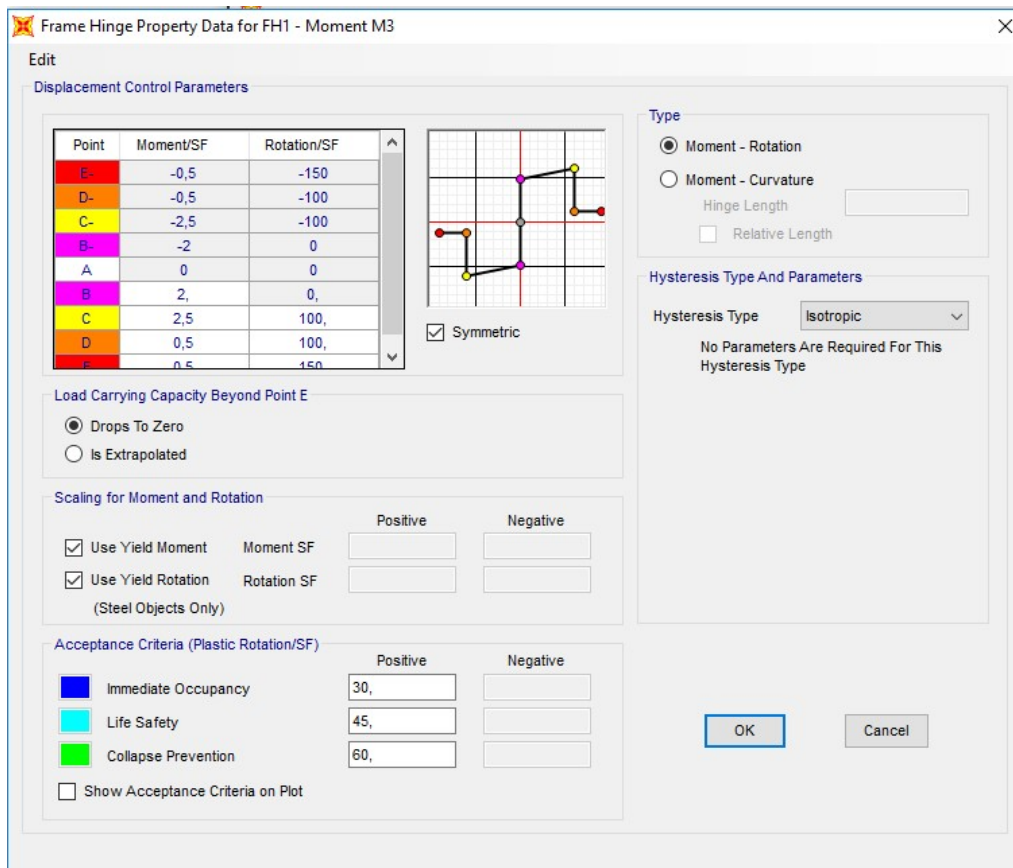 Frame Hinge Property Data for FH1 - Moment M3
Edit
Displacement Control Parameters
Point Moment/SF Rotation/SF
E- -0,5 -150
D- -0,5 -100
C- -2,5 -100
B- -2 0
A 0 0
B 2, 0,
C 2,5 100,
D 0,5 100,
E 0,5 150
Symmetric
Type
Moment - Rotation
Moment - Curvature
Hinge Length
Relative Length
Hysteresis Type And Parameters
Hysteresis Type Isotropic
No Parameters Are Required For This
Hysteresis Type
Load Carrying Capacity Beyond Point E
Drops To Zero
Is Extrapolated
Scaling for Moment and Rotation
Positive Negative
Use Yield Moment Moment SF
Use Yield Rotation Rotation SF
(Steel Objects Only)
Acceptance Criteria (Plastic Rotation/SF)
Positive Negative
Immediate Occupancy 30,
Life Safety 45,
Collapse Prevention 60,
Show Acceptance Criteria on Plot
OK Cancel